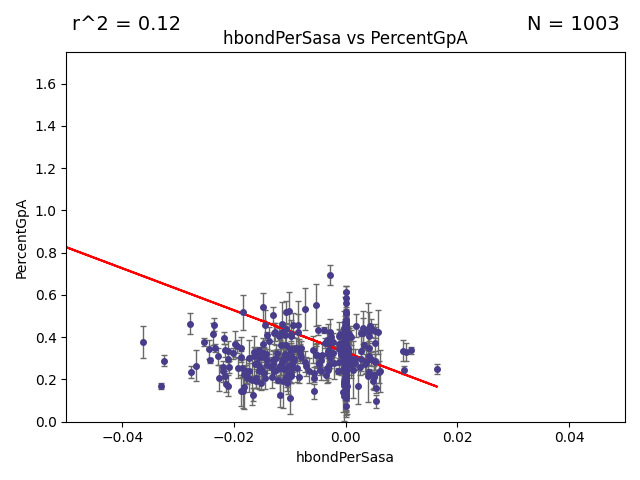 r^2 = 0.12
N = 1003
hbondPerSasa vs PercentGpA
PercentGpA
1.6
1.4
1.2
1.0
0.8
0.6
0.4
0.2
0.0
−0.04
−0.02
0.00
0.02
0.04
hbondPerSasa